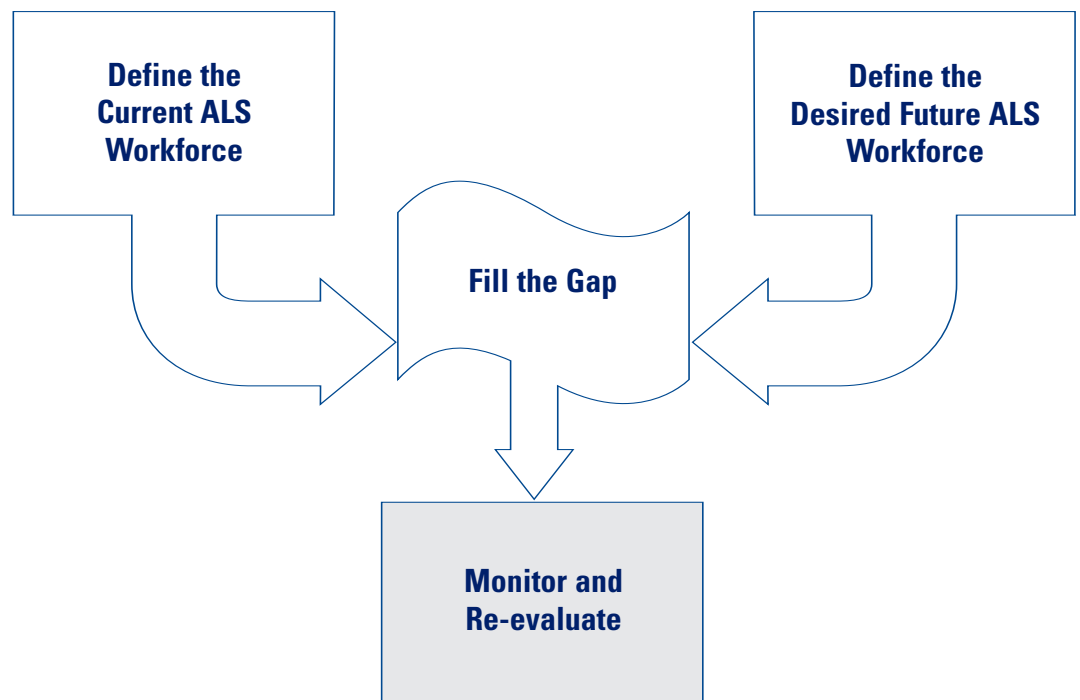 Define the
Current ALS
Workforce
Define the
Desired Future ALS
Workforce
Fill the Gap
Monitor and
Re-evaluate